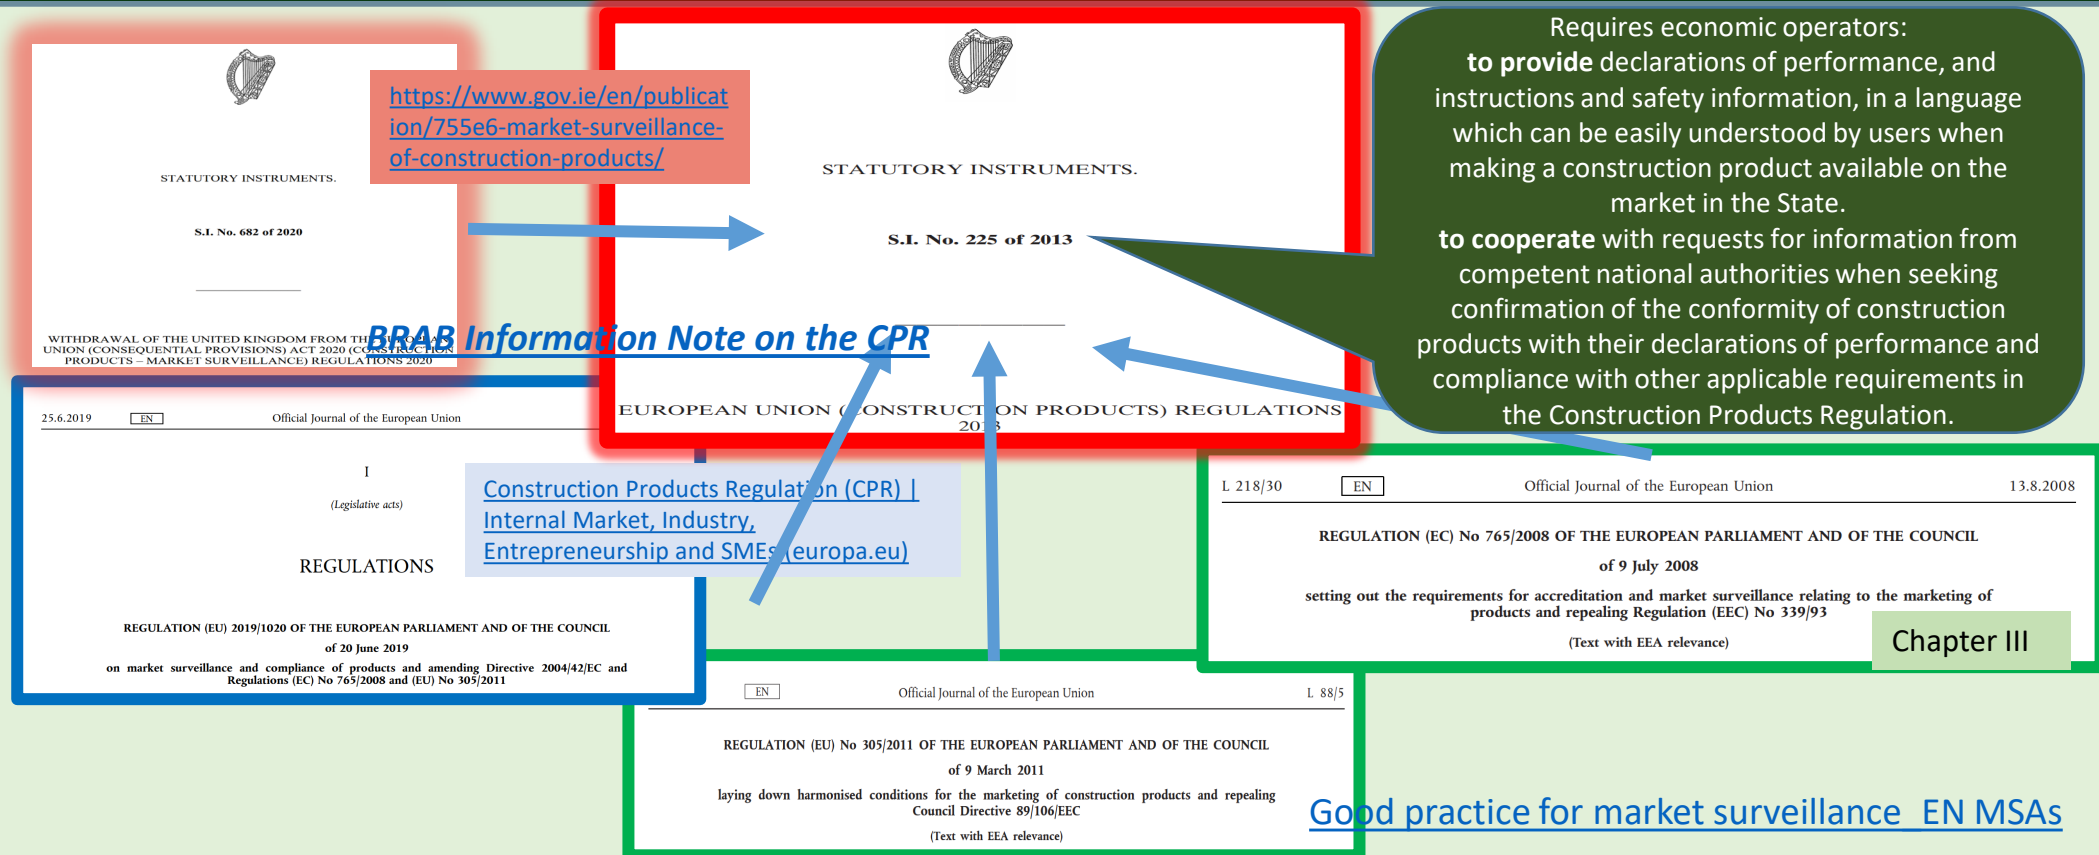 STATUTORY INSTRUMENTS.
S.I. No. 682 of 2020
WITHDRAWAL OF THE UNITED KINGDOM FROM THE EUROPEAN
UNION (CONSEQUENTIAL PROVISIONS) ACT 2020 (CONSTRUCTION
PRODUCTS – MARKET SURVEILLANCE) REGULATIONS 2020
https://www.gov.ie/en/publicat
ion/755e6-market-surveillance-
of-construction-products/
STATUTORY INSTRUMENTS.
S.I. No. 225 of 2013
EUROPEAN UNION (CONSTRUCTION PRODUCTS) REGULATIONS
2013
BRAB Information Note on the CPR
Requires economic operators:
to provide declarations of performance, and
instructions and safety information, in a language
which can be easily understood by users when
making a construction product available on the
market in the State.
to cooperate with requests for information from
competent national authorities when seeking
confirmation of the conformity of construction
products with their declarations of performance and
compliance with other applicable requirements in
the Construction Products Regulation.
25.6.2019 EN Official Journal of the European Union
I
(Legislative acts)
REGULATIONS
REGULATION (EU) 2019/1020 OF THE EUROPEAN PARLIAMENT AND OF THE COUNCIL
of 20 June 2019
on market surveillance and compliance of products and amending Directive 2004/42/EC and
Regulations (EC) No 765/2008 and (EU) No 305/2011
Construction Products Regulation (CPR) |
Internal Market, Industry,
Entrepreneurship and SMEs (europa.eu)
L 218/30 EN Official Journal of the European Union 13.8.2008
REGULATION (EC) No 765/2008 OF THE EUROPEAN PARLIAMENT AND OF THE COUNCIL
of 9 July 2008
setting out the requirements for accreditation and market surveillance relating to the marketing of
products and repealing Regulation (EEC) No 339/93
(Text with EEA relevance)
Chapter III
EN Official Journal of the European Union L 88/5
REGULATION (EU) No 305/2011 OF THE EUROPEAN PARLIAMENT AND OF THE COUNCIL
of 9 March 2011
laying down harmonised conditions for the marketing of construction products and repealing
Council Directive 89/106/EEC
(Text with EEA relevance)
Good practice for market surveillance_EN MSAs